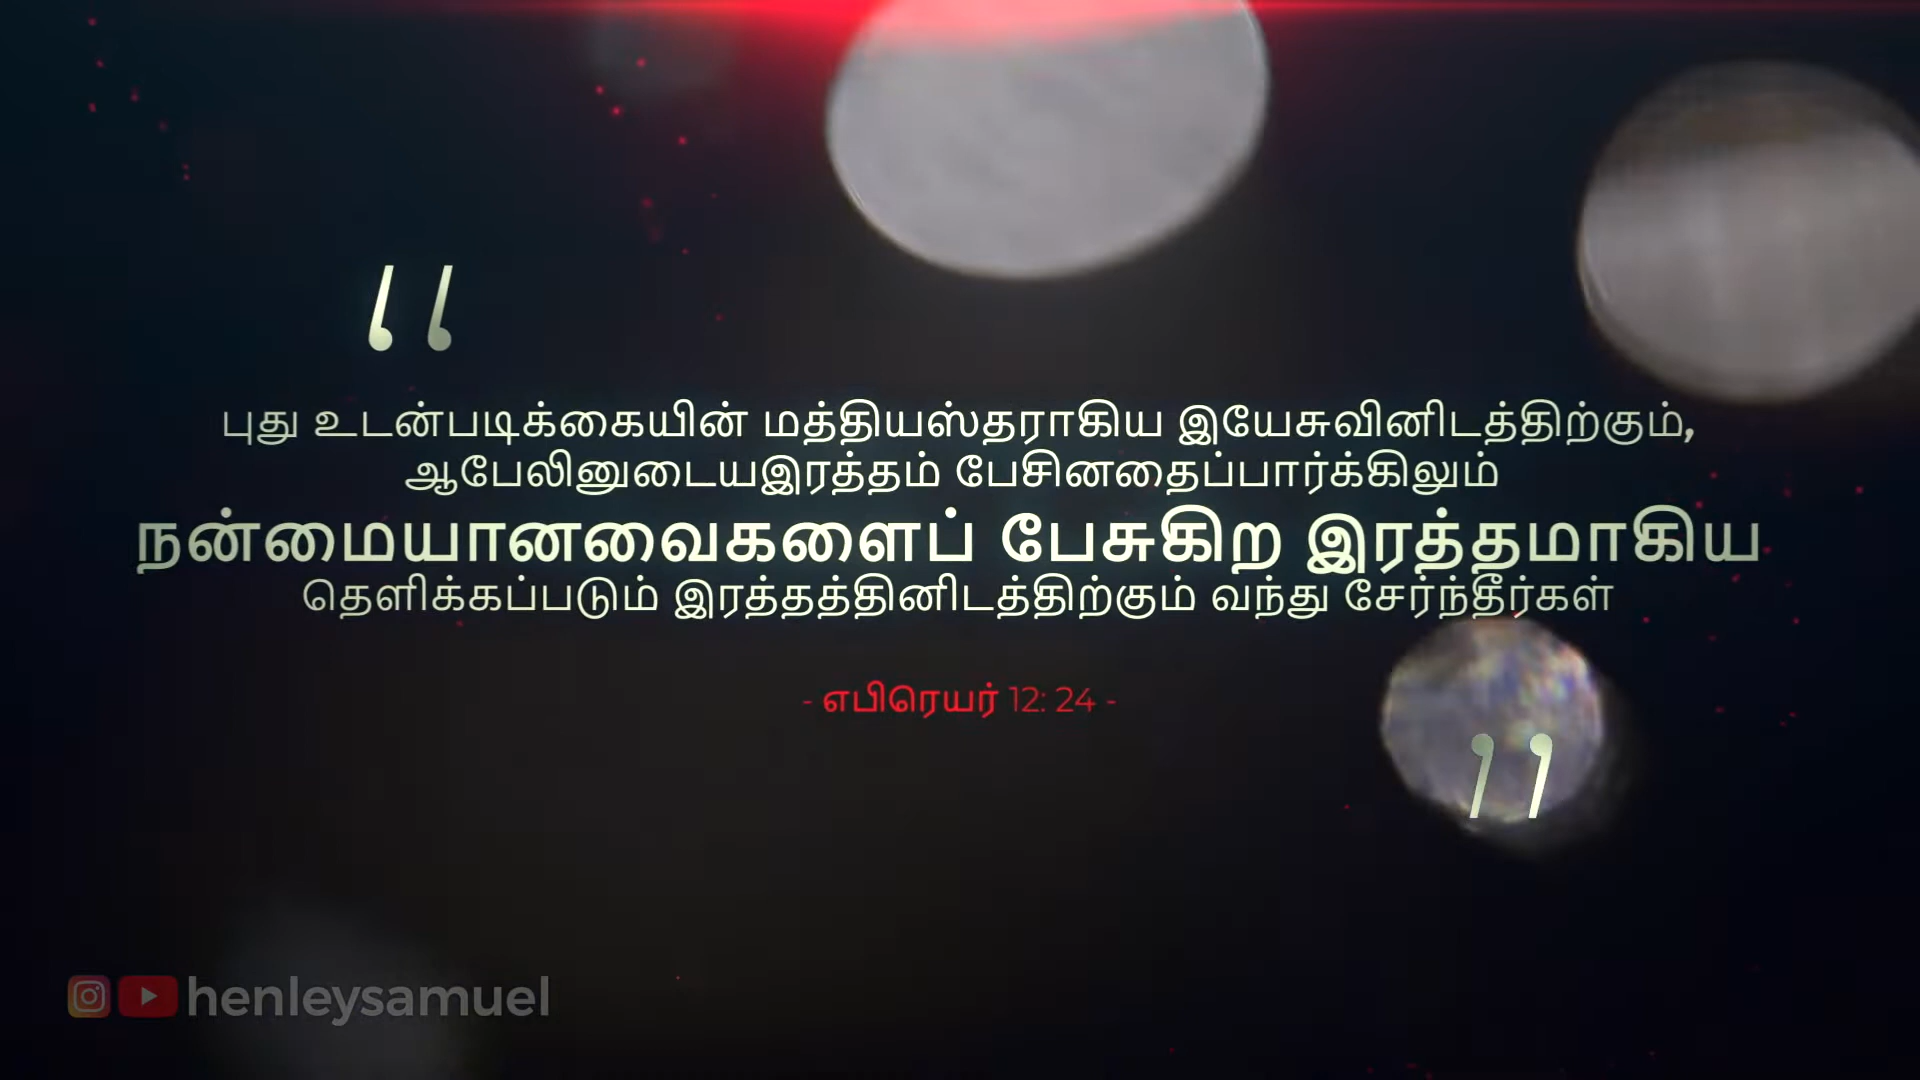 “
புது உடன்படிக்கையின் மத்தியஸ்தராகிய இயேசுவினிடத்திற்கும்,
ஆபேலினுடையஇரத்தம் பேசினதைப்பார்க்கிலும்
நன்மையானவைகளைப் பேசுகிற இரத்தமாகிய
தெளிக்கப்படும் இரத்தத்தினிடத்திற்கும் வந்து சேர்ந்தீர்கள்
- எபிரெயர் 12: 24 -
”
henleysamuel